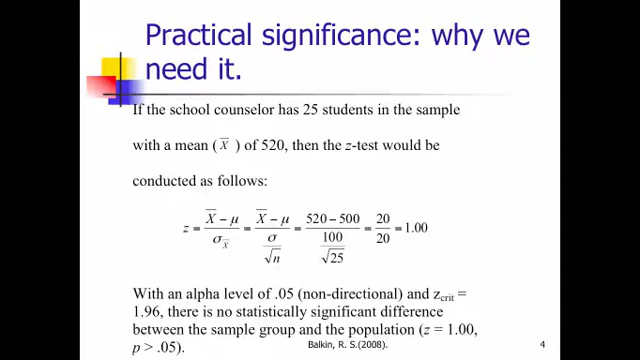 Practical significance: why we
need it.
If the school counselor has 25 students in the sample
with a mean ( X̅ ) of 520, then the z-test would be
conducted as follows:
z = (X̅ − μ)/σ_X̅ = (X̅ − μ)/(σ/√n) = (520 − 500)/(100/√25) = 20/20 = 1.00
With an alpha level of .05 (non-directional) and z_crit =
1.96, there is no statistically significant difference
between the sample group and the population (z = 1.00,
p > .05).
Balkin, R. S.(2008).
4